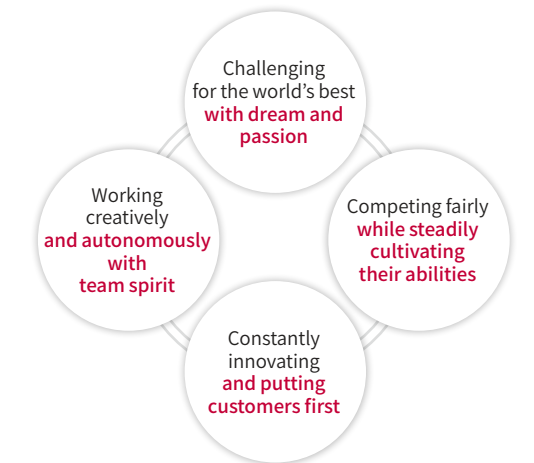 Challenging
for the world's best
with dream and
passion
Working
creatively
and autonomously
with
team spirit
Competing fairly
while steadily
cultivating
their abilities
Constantly
innovating
and putting
customers first